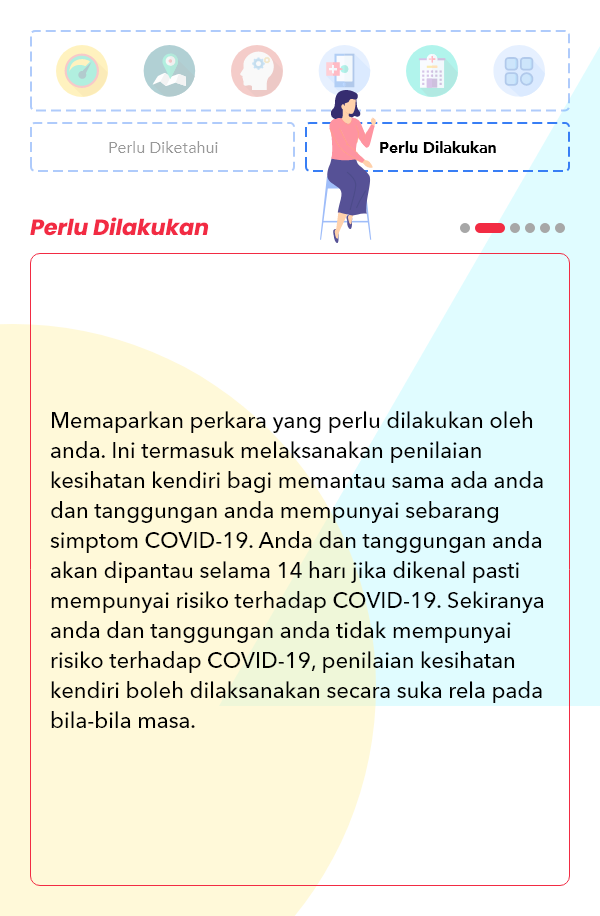 Perlu Diketahui
Perlu Dilakukan
Perlu Dilakukan
Memaparkan perkara yang perlu dilakukan oleh
anda. Ini termasuk melaksanakan penilaian
kesihatan kendiri bagi memantau sama ada anda
dan tanggungan anda mempunyai sebarang
simptom COVID-19. Anda dan tanggungan anda
akan dipantau selama 14 hari jika dikenal pasti
mempunyai risiko terhadap COVID-19. Sekiranya
anda dan tanggungan anda tidak mempunyai
risiko terhadap COVID-19, penilaian kesihatan
kendiri boleh dilaksanakan secara suka rela pada
bila-bila masa.